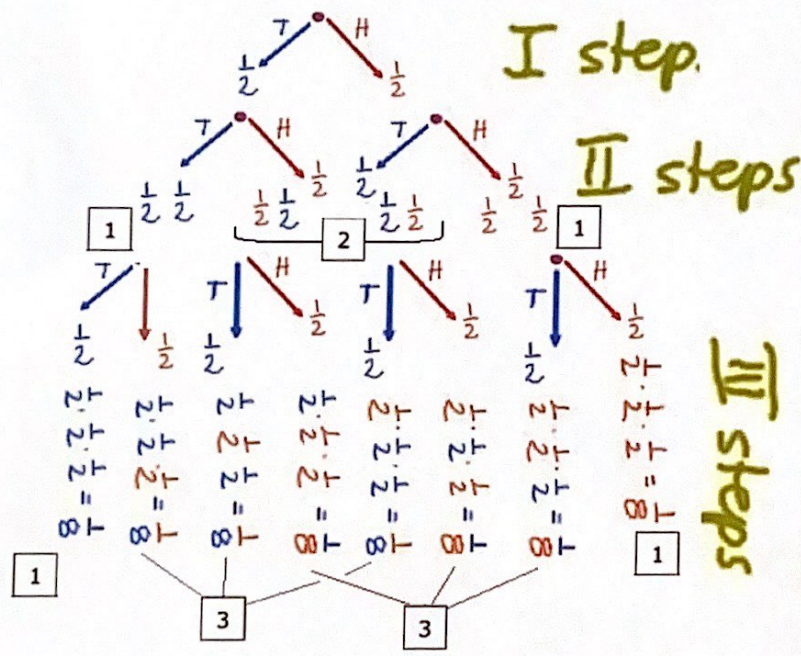 T H
1/2 1/2
I step.
T H T H
1/2 1/2 1/2 1/2 1/2 1/2 1/2 1/2 1/2 1/2
II steps
1 2 1
T T H T H T H
1/2 1/2 1/2 1/2 1/2 1/2 1/2 1/2
1/2 · 1/2 · 1/2 = 1/8
1/2 · 1/2 · 1/2 = 1/8
1/2 1/2 1/2 = 1/8
1/2 · 1/2 · 1/2 = 1/8
1/2 · 1/2 · 1/2 = 1/8
1/2 · 1/2 · 1/2 = 1/8
1/2 · 1/2 · 1/2 = 1/8
1/2 · 1/2 · 1/2 = 1/8
III steps
1 3 3 1